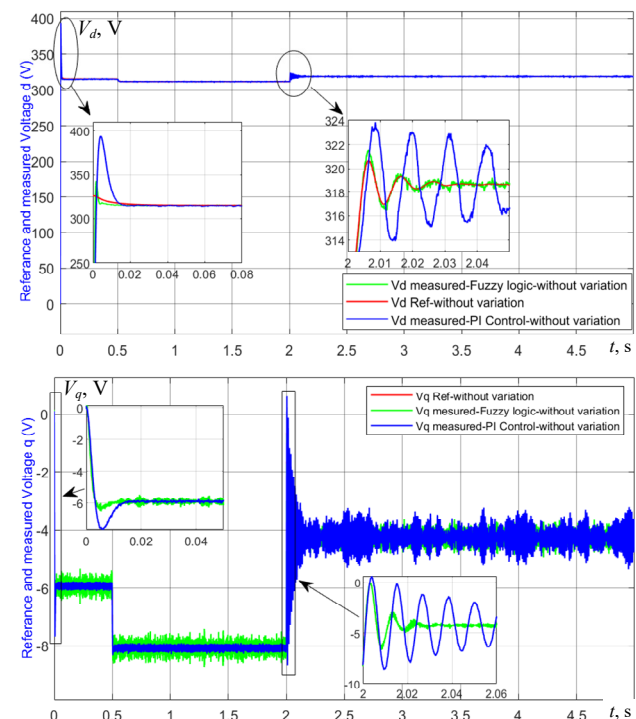 V_d, V
Referance and measured Voltage d (V)
400
350
300
250
200
150
100
50
0
400
350
300
250
0 0.02 0.04 0.06 0.08
324
322
320
318
316
314
2 2.01 2.02 2.03 2.04
Vd measured-Fuzzy logic-without variation
Vd Ref-without variation
Vd measured-PI Control-without variation
0 0.5 1 1.5 2 2.5 3 3.5 4 4.5 t, s
V_q, V
Referance and measured Voltage q (V)
0
-2
-4
-6
-8
0
-2
-4
-6
0 0.02 0.04
Vq Ref-without variation
Vq mesured-Fuzzy logic-without variation
Vq measured-PI Control-without variation
0
-5
-10
2 2.02 2.04 2.06
0 0.5 1 1.5 2 2.5 3 3.5 4 4.5 t, s